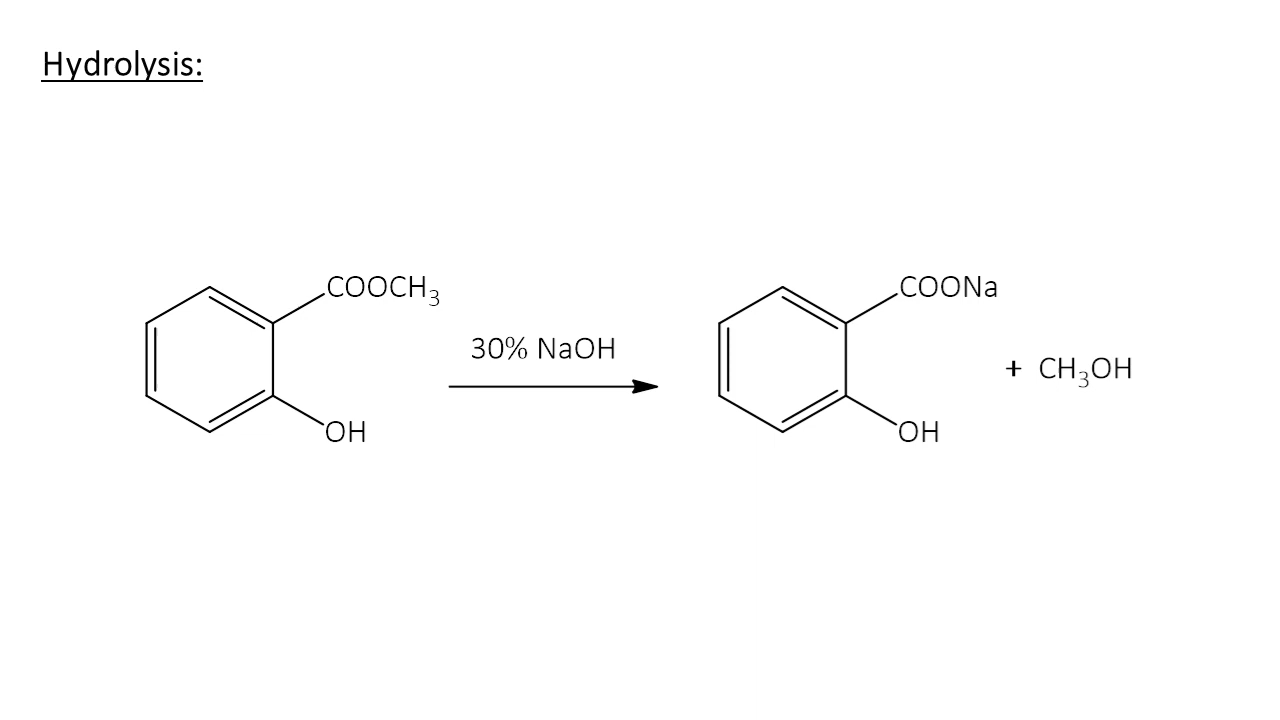 Hydrolysis:
COOCH₃
OH
30% NaOH
COONa
OH
+ CH₃OH